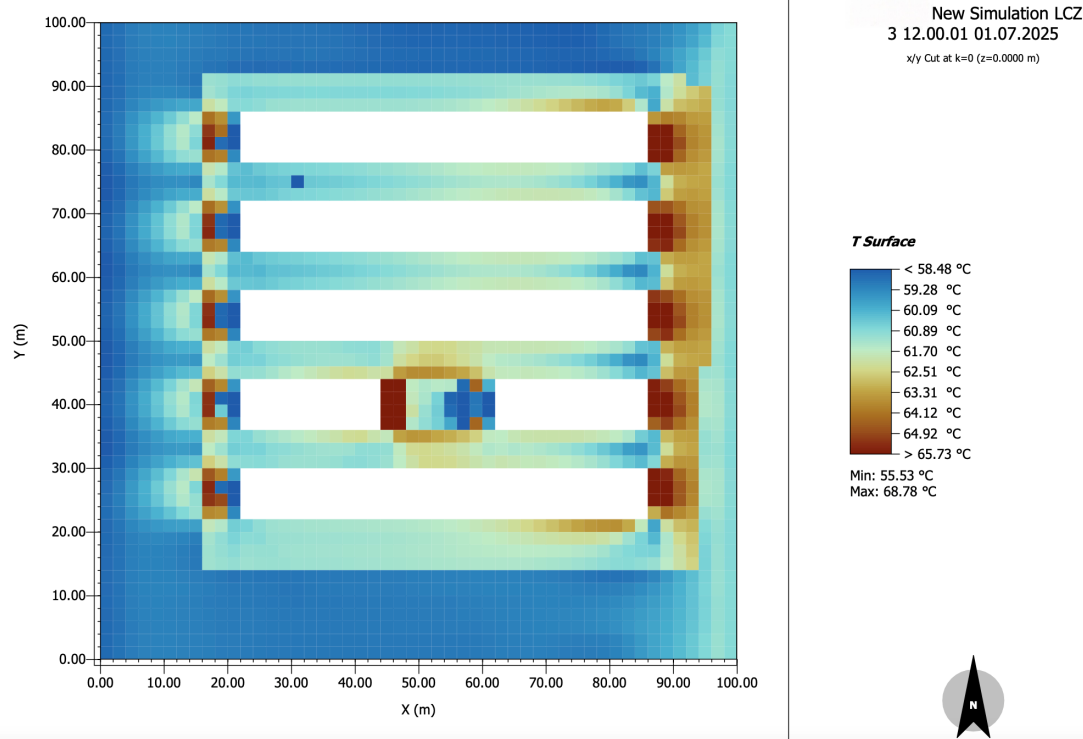 New Simulation LCZ
3 12.00.01 01.07.2025
x/y Cut at k=0 (z=0.0000 m)
100.00
90.00
80.00
70.00
60.00
50.00
40.00
30.00
20.00
10.00
0.00
Y (m)
0.00 10.00 20.00 30.00 40.00 50.00 60.00 70.00 80.00 90.00 100.00
X (m)
T Surface
< 58.48 °C
59.28 °C
60.09 °C
60.89 °C
61.70 °C
62.51 °C
63.31 °C
64.12 °C
64.92 °C
> 65.73 °C
Min: 55.53 °C
Max: 68.78 °C
N